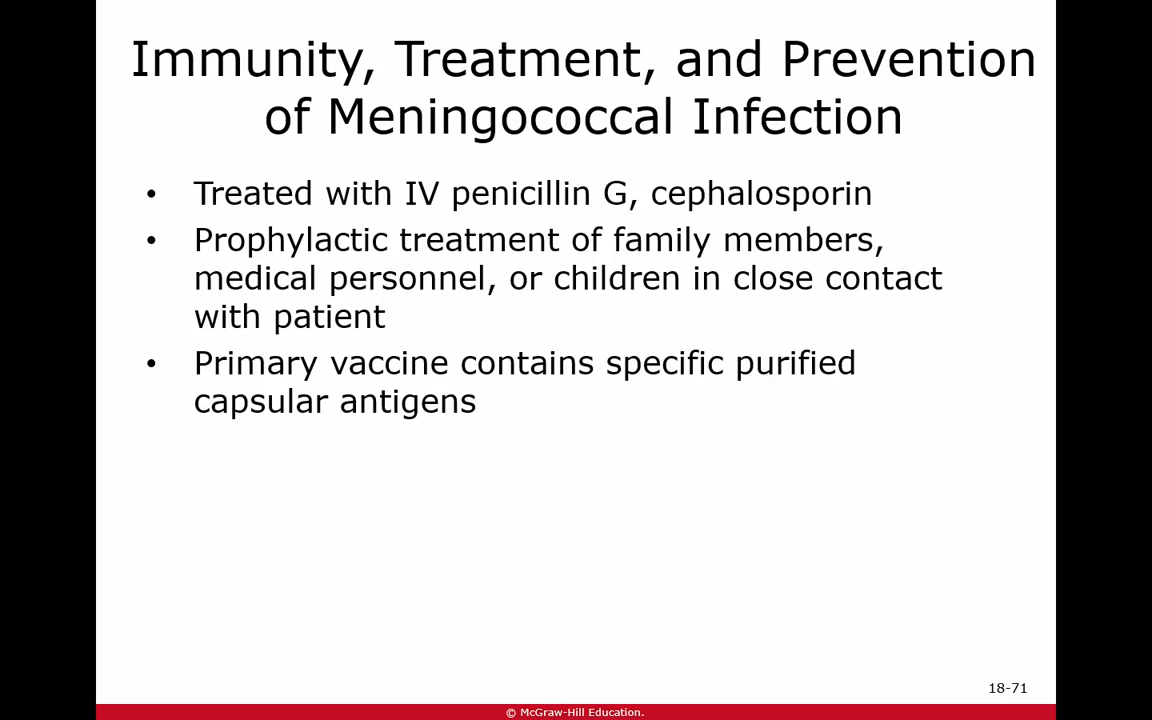 Immunity, Treatment, and Prevention
of Meningococcal Infection
• Treated with IV penicillin G, cephalosporin
• Prophylactic treatment of family members,
medical personnel, or children in close contact
with patient
• Primary vaccine contains specific purified
capsular antigens
18-71
© McGraw-Hill Education.